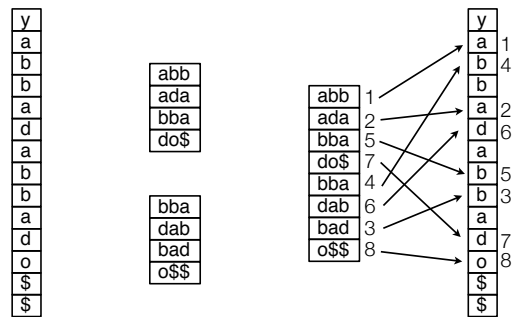 y
a
b
b
a
d
a
b
b
a
d
o
$
$
abb
ada
bba
do$
bba
dab
bad
o$$
abb 1
ada 2
bba 5
do$ 7
bba 4
dab 6
bad 3
o$$ 8
y
a 1
b 4
b
a 2
d 6
a
b 5
b 3
a
d 7
o 8
$
$